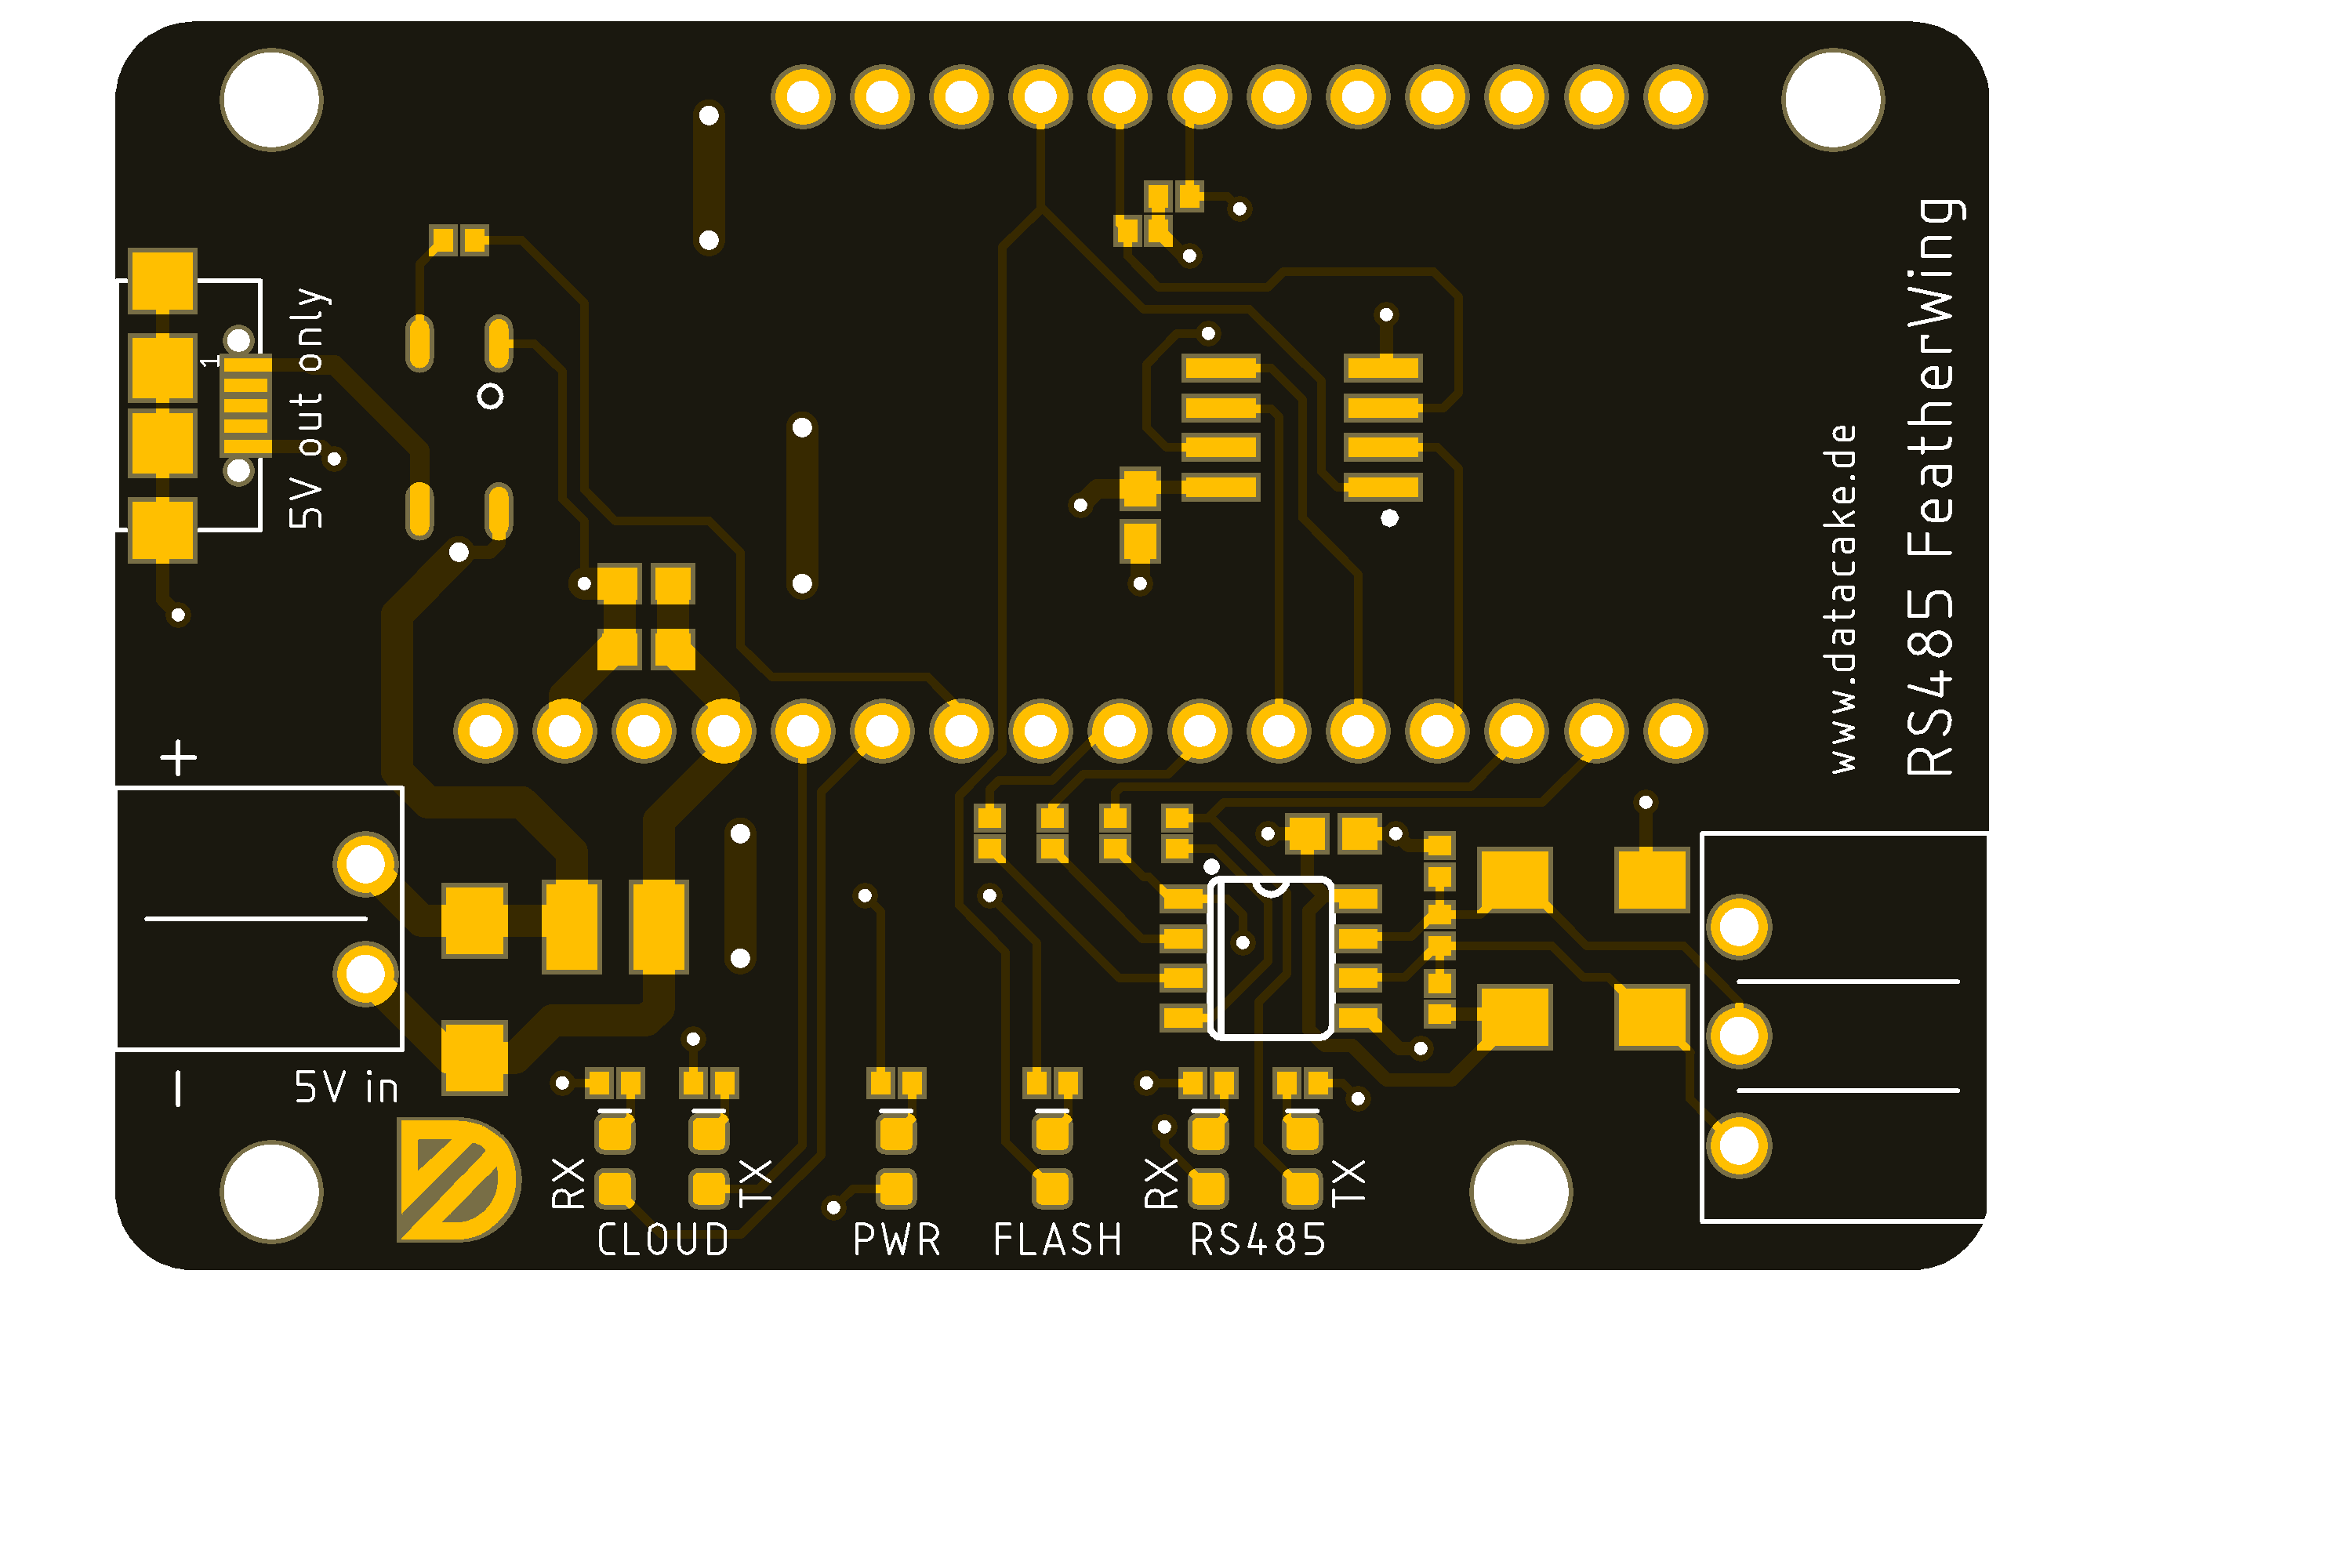 1
5V out only
www.datacake.de
RS485 FeatherWing
+
−
5V in
RX
TX
CLOUD
PWR
FLASH
RX
TX
RS485